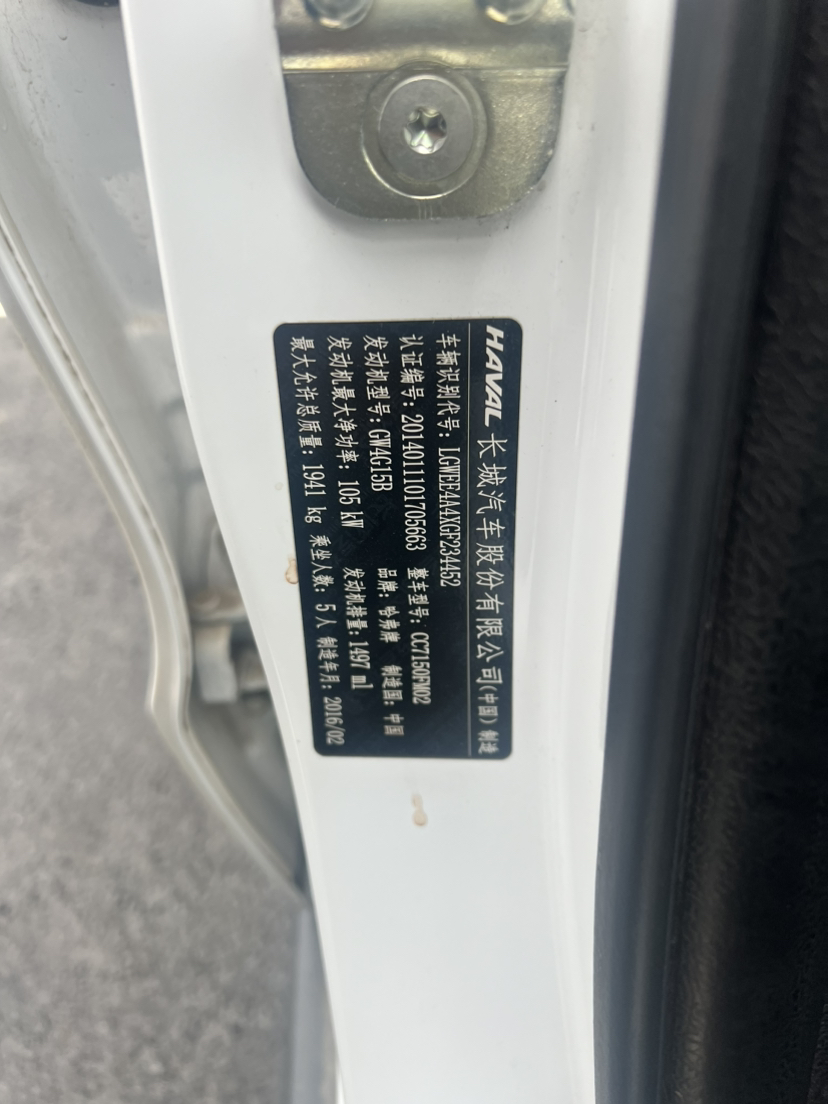 HAVAL 长城汽车股份有限公司(中国)制造
车辆识别代号: LGWEE4A4XGF234452
认证编号: 2014011101705663 整车型号: CC7150FM02
发动机型号: GW4G15B 品牌: 哈弗牌 制造国: 中国
发动机最大净功率: 105 kW 发动机排量: 1497 ml
最大允许总质量: 1941 kg 乘坐人数: 5人 制造年月: 2016/02